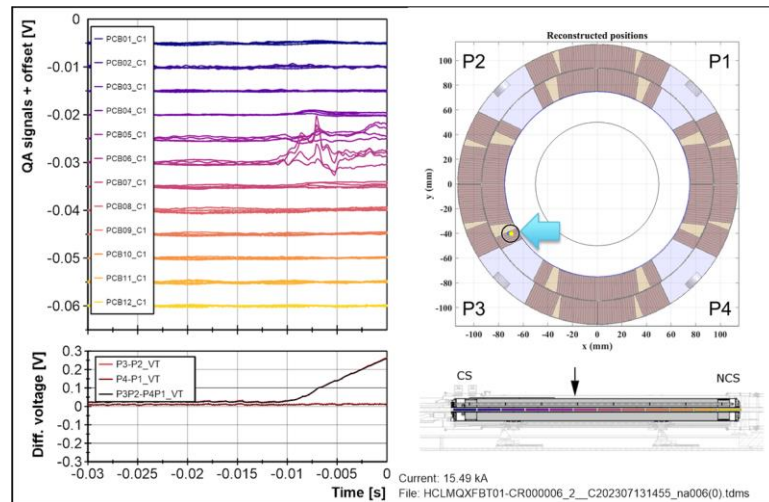 QA signals + offset [V]
0
-0.01
-0.02
-0.03
-0.04
-0.05
-0.06
PCB01_C1
PCB02_C1
PCB03_C1
PCB04_C1
PCB05_C1
PCB06_C1
PCB07_C1
PCB08_C1
PCB09_C1
PCB10_C1
PCB11_C1
PCB12_C1
Diff. voltage [V]
0.3
0.2
0.1
0
-0.1
-0.2
-0.3
P3-P2_VT
P4-P1_VT
P3P2-P4P1_VT
-0.03 -0.025 -0.02 -0.015 -0.01 -0.005 0
Time [s]
Reconstructed positions
P2
P1
P3
P4
y (mm)
100
80
60
40
20
0
-20
-40
-60
-80
-100
-100 -80 -60 -40 -20 0 20 40 60 80 100
x (mm)
CS
NCS
Current: 15.49 kA
File: HCLMQXFBT01-CR000006_2__C202307131455_na006(0).tdms